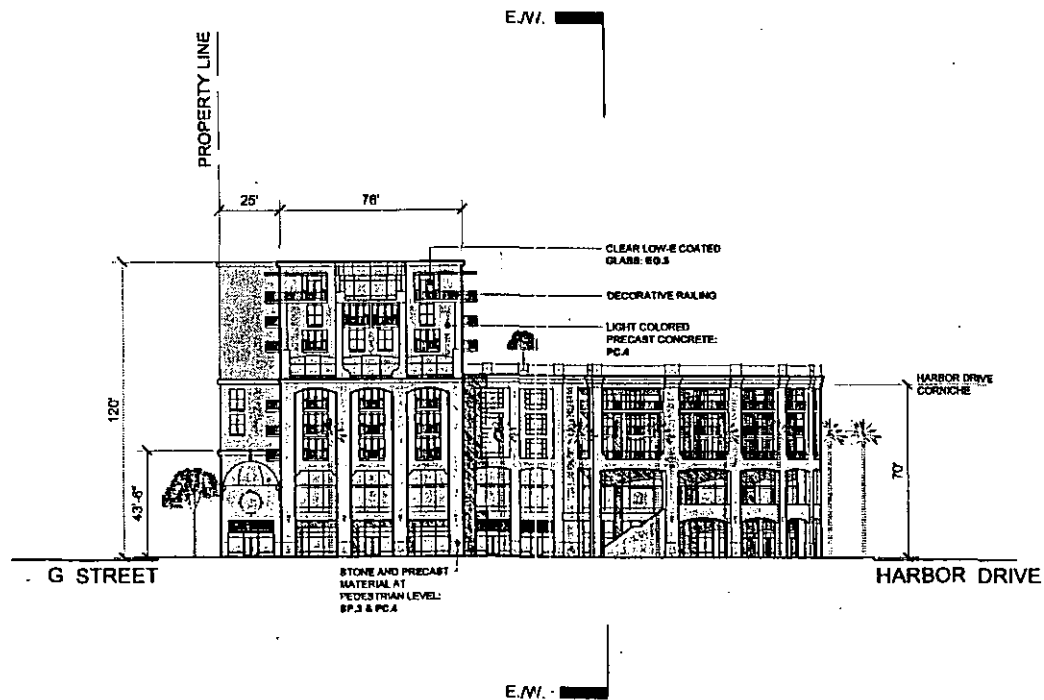 E./W.
PROPERTY LINE
25'
76'
CLEAR LOW-E COATED
GLASS: EG.5
DECORATIVE RAILING
LIGHT COLORED
PRECAST CONCRETE:
PC.4
HARBOR DRIVE
CORNICHE
120'
43'-6"
70'
G STREET
STONE AND PRECAST
MATERIAL AT
PEDESTRIAN LEVEL:
SP.3 & PC.4
HARBOR DRIVE
E./W.